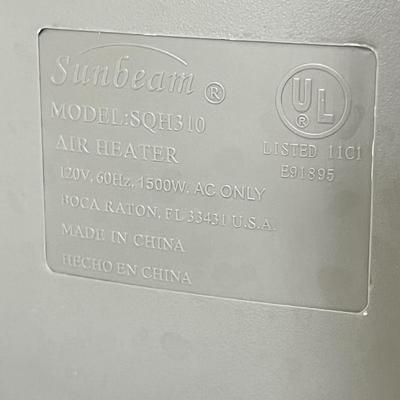 Sunbeam ®
MODEL:SQH310
AIR HEATER
120V, 60Hz, 1500W, AC ONLY
BOCA RATON, FL 33431 U.S.A.
MADE IN CHINA
HECHO EN CHINA
UL ®
LISTED 11C1
E91895